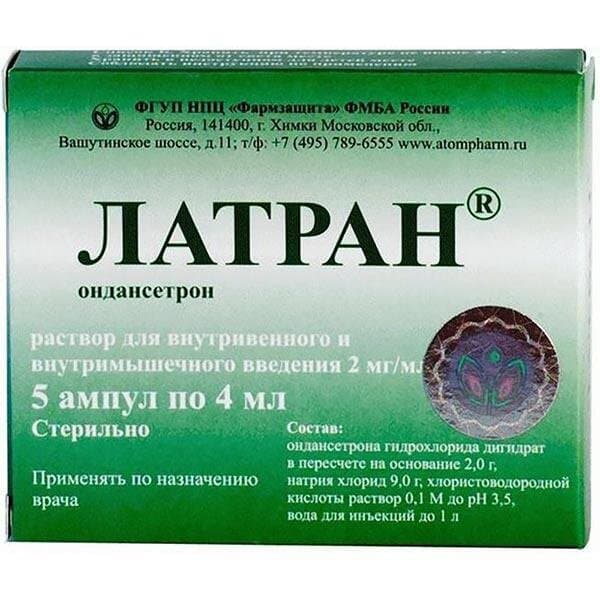 ФГУП НПЦ «Фармзащита» ФМБА России
Россия, 141400, г. Химки Московской обл.,
Вашутинское шоссе, д.11; т/ф: +7 (495) 789-6555 www.atompharm.ru
ЛАТРАН®
ондансетрон
раствор для внутривенного и
внутримышечного введения 2 мг/мл
5 ампул по 4 мл
Стерильно
Применять по назначению
врача
Состав:
ондансетрона гидрохлорида дигидрат
в пересчете на основание 2,0 г,
натрия хлорид 9,0 г, хлористоводородной
кислоты раствор 0,1 М до pH 3,5,
вода для инъекций до 1 л